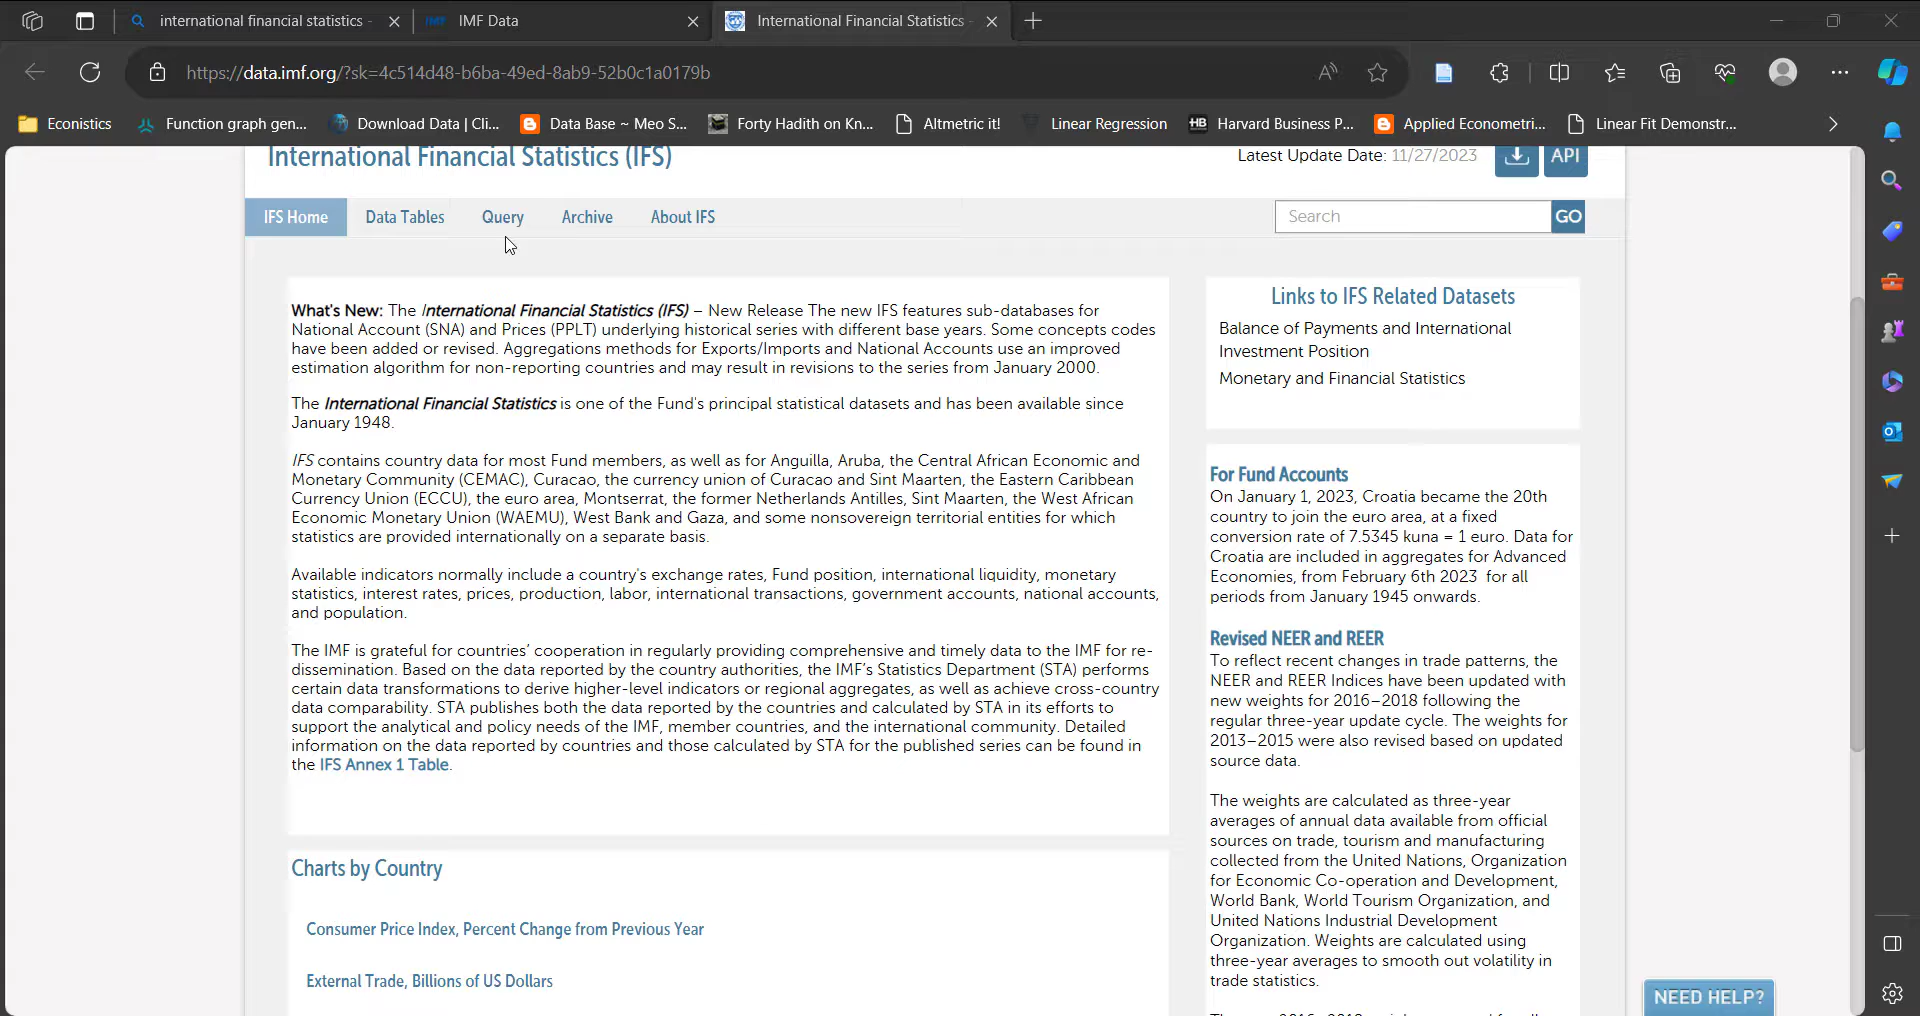 international financial statistics -
IMF Data
International Financial Statistics -
https://data.imf.org/?sk=4c514d48-b6ba-49ed-8ab9-52b0c1a0179b
Econistics
Function graph gen...
Download Data | Cli...
Data Base ~ Meo S...
Forty Hadith on Kn...
Altmetric it!
Linear Regression
HB
Harvard Business P...
Applied Econometri...
Linear Fit Demonstr...
International Financial Statistics (IFS)
Latest Update Date: 11/27/2023
API
IFS Home
Data Tables
Query
Archive
About IFS
Search
GO
What's New: The International Financial Statistics (IFS) – New Release The new IFS features sub-databases for
National Account (SNA) and Prices (PPLT) underlying historical series with different base years. Some concepts codes
have been added or revised. Aggregations methods for Exports/Imports and National Accounts use an improved
estimation algorithm for non-reporting countries and may result in revisions to the series from January 2000.
The International Financial Statistics is one of the Fund's principal statistical datasets and has been available since
January 1948.
IFS contains country data for most Fund members, as well as for Anguilla, Aruba, the Central African Economic and
Monetary Community (CEMAC), Curacao, the currency union of Curacao and Sint Maarten, the Eastern Caribbean
Currency Union (ECCU), the euro area, Montserrat, the former Netherlands Antilles, Sint Maarten, the West African
Economic Monetary Union (WAEMU), West Bank and Gaza, and some nonsovereign territorial entities for which
statistics are provided internationally on a separate basis.
Available indicators normally include a country's exchange rates, Fund position, international liquidity, monetary
statistics, interest rates, prices, production, labor, international transactions, government accounts, national accounts,
and population.
The IMF is grateful for countries' cooperation in regularly providing comprehensive and timely data to the IMF for re-
dissemination. Based on the data reported by the country authorities, the IMF's Statistics Department (STA) performs
certain data transformations to derive higher-level indicators or regional aggregates, as well as achieve cross-country
data comparability. STA publishes both the data reported by the countries and calculated by STA in its efforts to
support the analytical and policy needs of the IMF, member countries, and the international community. Detailed
information on the data reported by countries and those calculated by STA for the published series can be found in
the IFS Annex 1 Table.
Charts by Country
Consumer Price Index, Percent Change from Previous Year
External Trade, Billions of US Dollars
Links to IFS Related Datasets
Balance of Payments and International
Investment Position
Monetary and Financial Statistics
For Fund Accounts
On January 1, 2023, Croatia became the 20th
country to join the euro area, at a fixed
conversion rate of 7.5345 kuna = 1 euro. Data for
Croatia are included in aggregates for Advanced
Economies, from February 6th 2023 for all
periods from January 1945 onwards.
Revised NEER and REER
To reflect recent changes in trade patterns, the
NEER and REER Indices have been updated with
new weights for 2016–2018 following the
regular three-year update cycle. The weights for
2013–2015 were also revised based on updated
source data.
The weights are calculated as three-year
averages of annual data available from official
sources on trade, tourism and manufacturing
collected from the United Nations, Organization
for Economic Co-operation and Development,
World Bank, World Tourism Organization, and
United Nations Industrial Development
Organization. Weights are calculated using
three-year averages to smooth out volatility in
trade statistics.
NEED HELP?